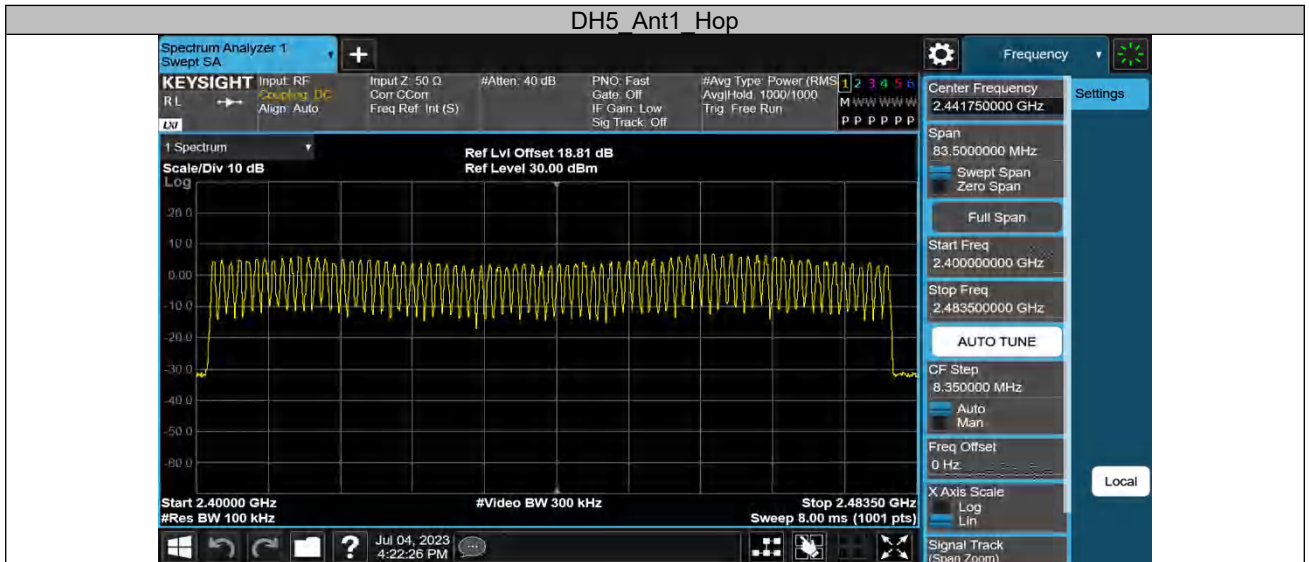 DH5_Ant1_Hop
Spectrum Analyzer 1
Swept SA
Frequency
KEYSIGHT
RL
LXI
Input: RF
Coupling: DC
Align: Auto
Input Z: 50 Ω
Corr CCorr
Freq Ref: Int (S)
#Atten: 40 dB
PNO: Fast
Gate: Off
IF Gain: Low
Sig Track: Off
#Avg Type: Power (RMS
Avg|Hold: 1000/1000
Trig: Free Run
1 2 3 4 5 6
M W W W W W
P P P P P P
1 Spectrum
Scale/Div 10 dB
Ref Lvl Offset 18.81 dB
Ref Level 30.00 dBm
Log
20.0
10.0
0.00
-10.0
-20.0
-30.0
-40.0
-50.0
-60.0
Start 2.40000 GHz
#Res BW 100 kHz
#Video BW 300 kHz
Stop 2.48350 GHz
Sweep 8.00 ms (1001 pts)
Jul 04, 2023
4:22:26 PM
Center Frequency
2.441750000 GHz
Settings
Span
83.5000000 MHz
Swept Span
Zero Span
Full Span
Start Freq
2.400000000 GHz
Stop Freq
2.483500000 GHz
AUTO TUNE
CF Step
8.350000 MHz
Auto
Man
Freq Offset
0 Hz
Local
X Axis Scale
Log
Lin
Signal Track
(Span Zoom)